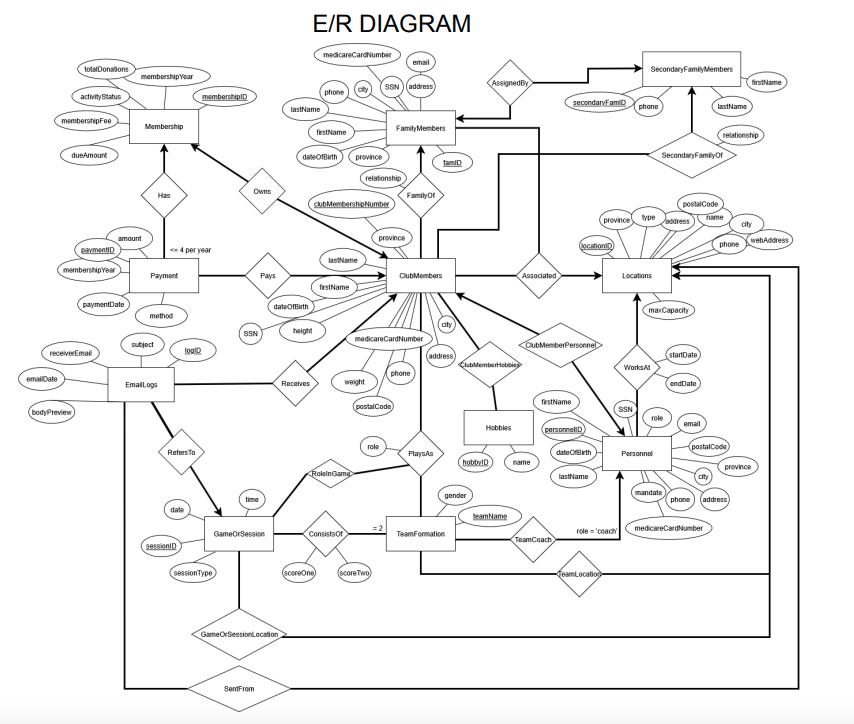 E/R DIAGRAM
medicareCardNumber
email
totalDonations
membershipYear
SecondaryFamilyMembers
AssignedBy
firstName
phone
city
SSN
address
activityStatus
membershipID
secondaryFamID
phone
lastName
lastName
membershipFee
Membership
firstName
FamilyMembers
relationship
dueAmount
dateOfBirth
province
famID
SecondaryFamilyOf
relationship
Has
Owns
FamilyOf
clubMembershipNumber
postalCode
province
type
address
name
city
amount
province
locationID
phone
webAddress
paymentID
<= 4 per year
lastName
membershipYear
Payment
Pays
ClubMembers
Associated
Locations
firstName
paymentDate
dateOfBirth
maxCapacity
method
SSN
height
city
subject
medicareCardNumber
ClubMemberPersonnel
receiverEmail
logID
address
startDate
emailDate
EmailLogs
Receives
weight
phone
ClubMemberHobbies
WorksAt
endDate
bodyPreview
postalCode
firstName
SSN
role
email
Hobbies
personnelID
postalCode
RefersTo
role
PlaysAs
dateOfBirth
Personnel
province
hobbyID
name
RoleInGame
lastName
city
time
gender
mandate
phone
address
date
teamName
medicareCardNumber
GameOrSession
ConsistsOf
= 2
TeamFormation
role = 'coach'
sessionID
TeamCoach
sessionType
scoreOne
scoreTwo
TeamLocation
GameOrSessionLocation
SentFrom